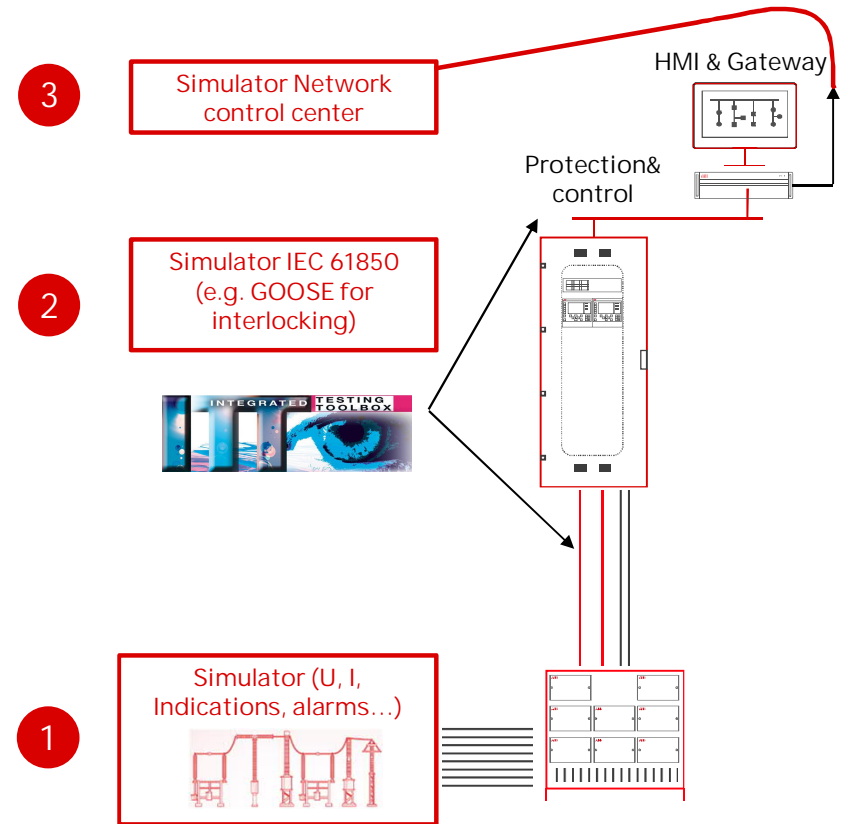 3
Simulator Network
control center
HMI & Gateway
Protection&
control
2
Simulator IEC 61850
(e.g. GOOSE for
interlocking)
INTEGRATED TESTING
TOOLBOX
ITT
1
Simulator (U, I,
Indications, alarms…)